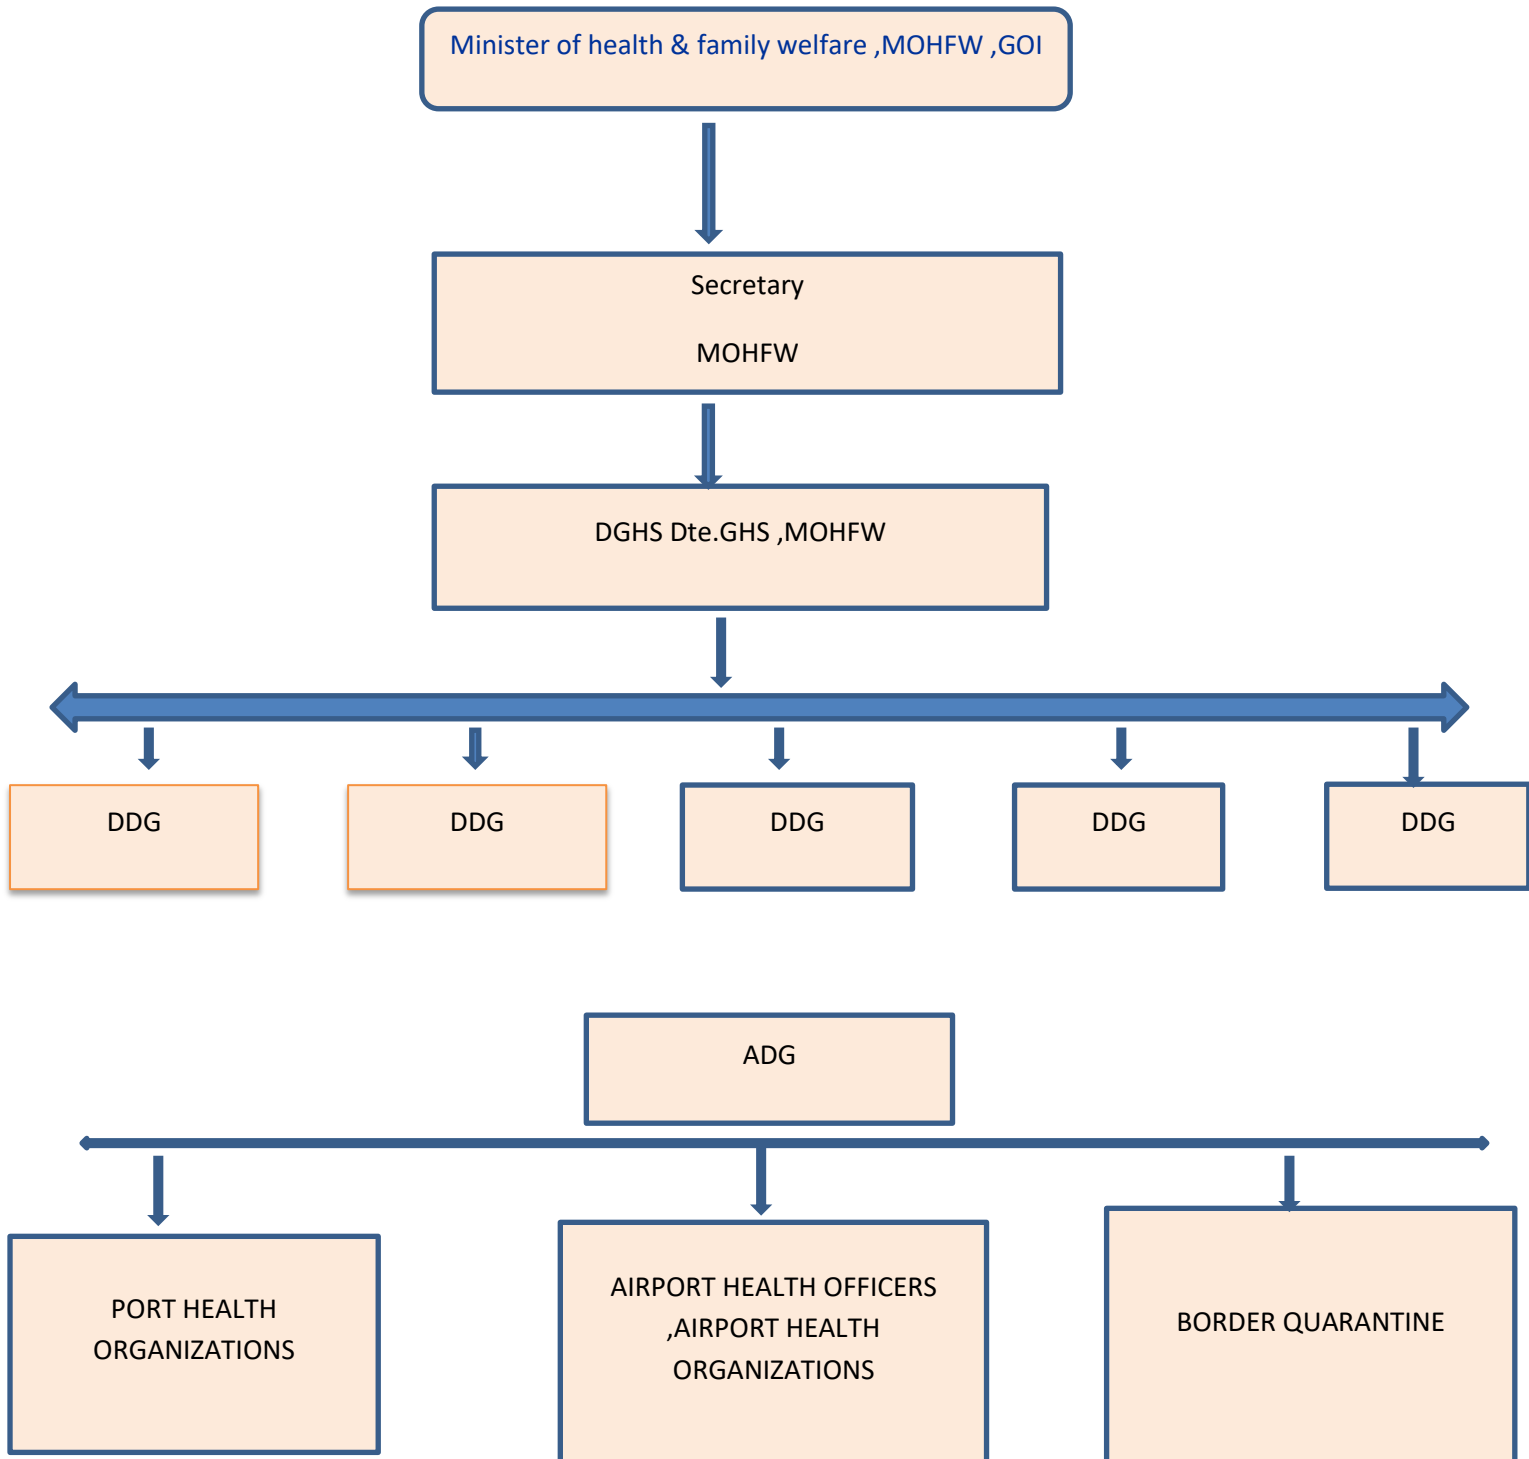 Minister of health & family welfare ,MOHFW ,GOI
Secretary
MOHFW
DGHS Dte.GHS ,MOHFW
DDG
DDG
DDG
DDG
DDG
ADG
PORT HEALTH
ORGANIZATIONS
AIRPORT HEALTH OFFICERS
,AIRPORT HEALTH
ORGANIZATIONS
BORDER QUARANTINE